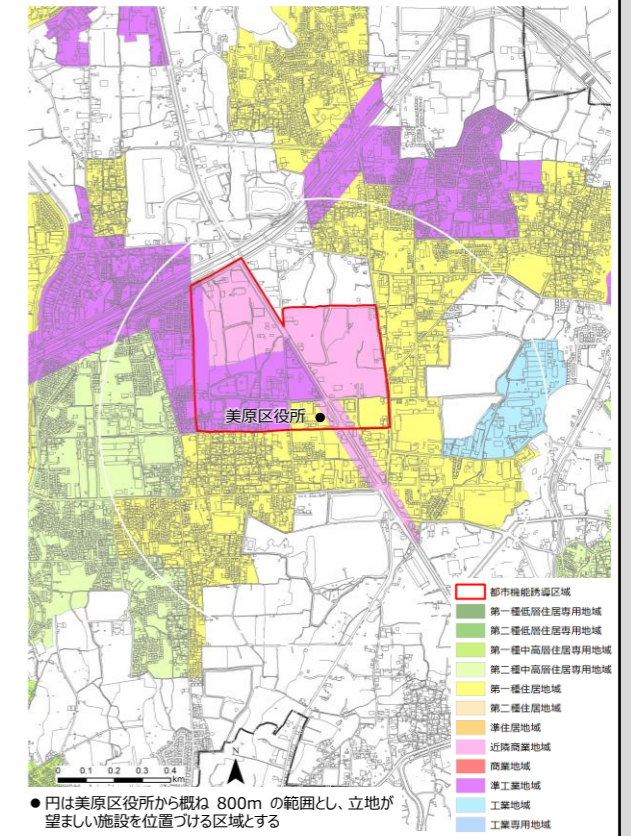 美原区役所
都市機能誘導区域
第一種低層住居専用地域
第二種低層住居専用地域
第一種中高層住居専用地域
第二種中高層住居専用地域
第一種住居地域
第二種住居地域
準住居地域
近隣商業地域
商業地域
準工業地域
工業地域
工業専用地域
N
0 0.1 0.2 0.3 0.4
km
●円は美原区役所から概ね 800m の範囲とし、立地が
望ましい施設を位置づける区域とする